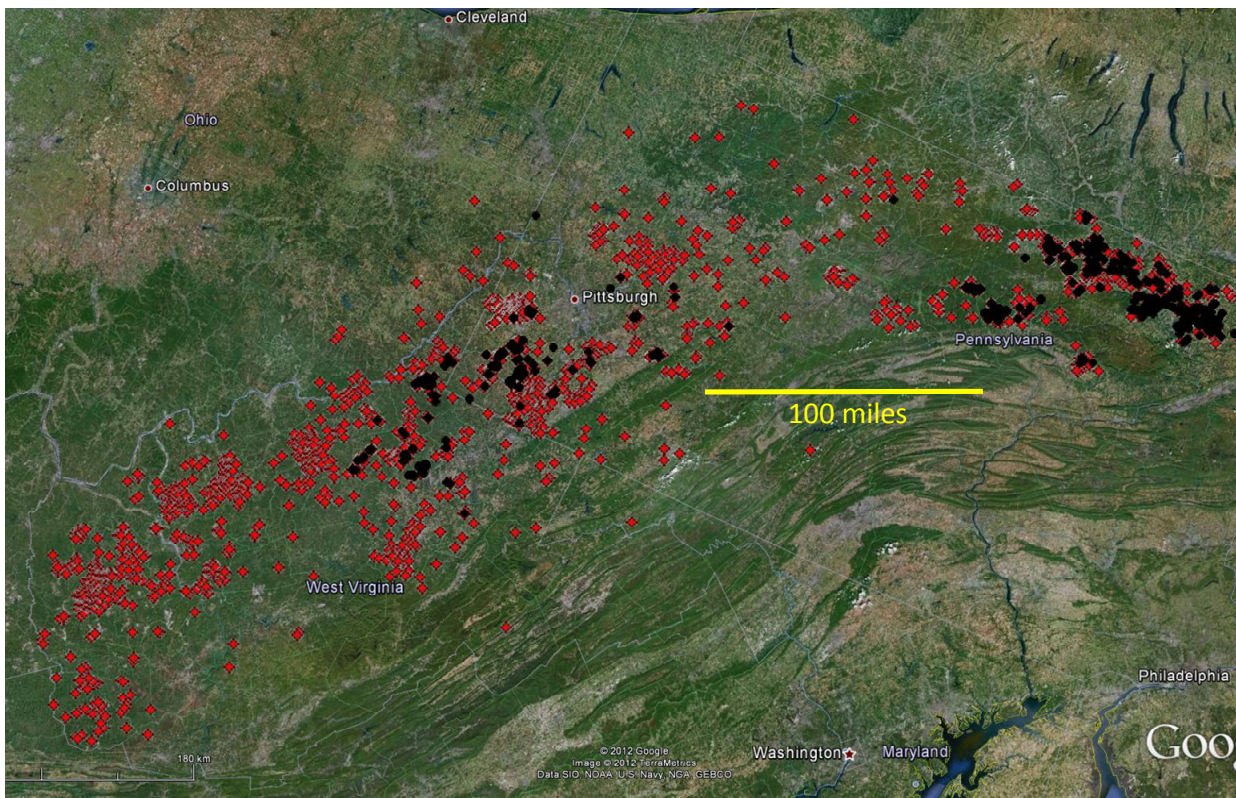 Cleveland
Ohio
Columbus
Pittsburgh
Pennsylvania
100 miles
West Virginia
Philadelphia
Washington
Maryland
180 km
© 2012 Google
Image © 2012 TerraMetrics
Data SIO, NOAA, U.S. Navy, NGA, GEBCO
Goo